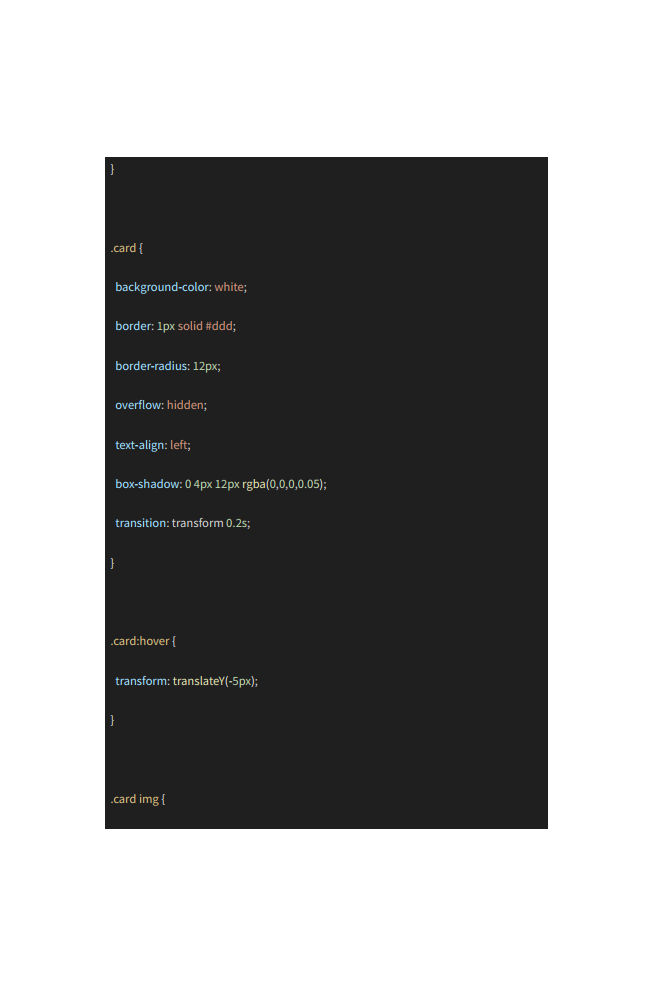 }
.card {
background-color: white;
border: 1px solid #ddd;
border-radius: 12px;
overflow: hidden;
text-align: left;
box-shadow: 0 4px 12px rgba(0,0,0,0.05);
transition: transform 0.2s;
}
.card:hover {
transform: translateY(-5px);
}
.card img {